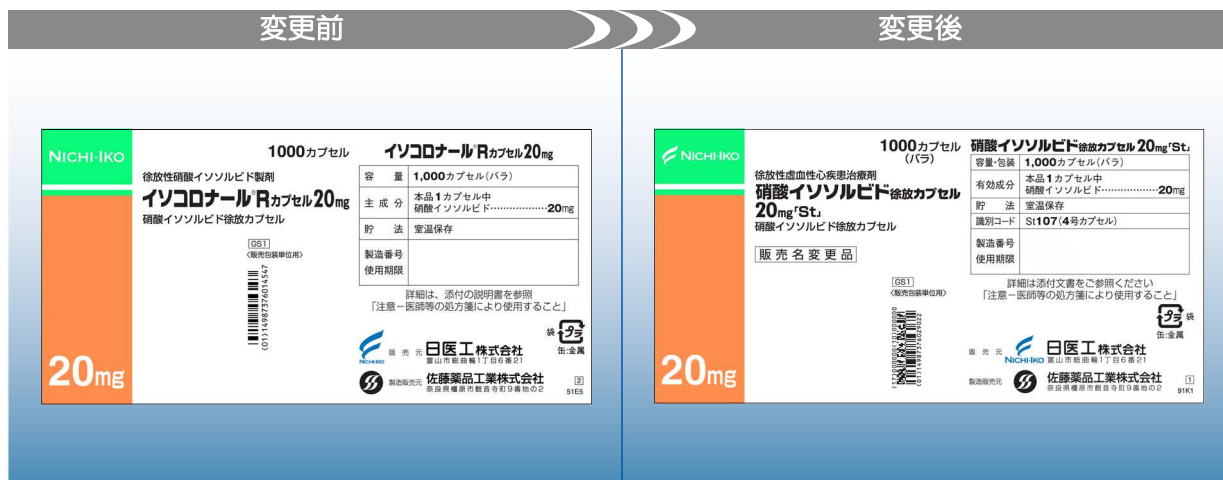 変更前
NICHI-IKO
20mg
1000カプセル
徐放性硝酸イソソルビド製剤
イソコロナール®Rカプセル20mg
硝酸イソソルビド徐放カプセル
GS1
〈販売包装単位用〉
(01)14987376014547
イソコロナール®Rカプセル20mg
容量 1,000カプセル(バラ)
主成分 本品1カプセル中
硝酸イソソルビド………………20mg
貯法 室温保存
製造番号
使用期限
詳細は、添付の説明書を参照
「注意－医師等の処方箋により使用すること」
袋 プラ
缶:金属
NICHI-IKO 販売元 日医工株式会社
富山市総曲輪1丁目6番21
製造販売元 佐藤薬品工業株式会社
奈良県橿原市観音寺町9番地の2
2
51E5
変更後
NICHI-IKO
20mg
1000カプセル
(バラ)
徐放性虚血性心疾患治療剤
硝酸イソソルビド徐放カプセル
20mg「St」
硝酸イソソルビド徐放カプセル
販売名変更品
GS1
〈販売包装単位用〉
(17)000000(10)000000
(01)14987376029022
硝酸イソソルビド徐放カプセル 20mg「St」
容量・包装 1,000カプセル(バラ)
有効成分 本品1カプセル中
硝酸イソソルビド………………20mg
貯法 室温保存
識別コード St107(4号カプセル)
製造番号
使用期限
詳細は添付文書をご参照ください
「注意－医師等の処方箋により使用すること」
プラ 袋
缶:金属
販売元 NICHI-IKO 日医工株式会社
富山市総曲輪1丁目6番21
製造販売元 佐藤薬品工業株式会社
奈良県橿原市観音寺町9番地の2
1
91K1